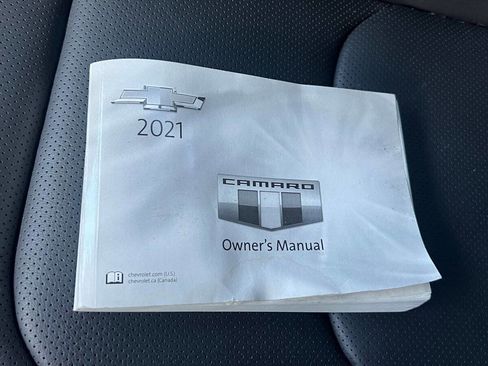 2021
CAMARO
Owner's Manual
chevrolet.com (U.S.)
chevrolet.ca (Canada)